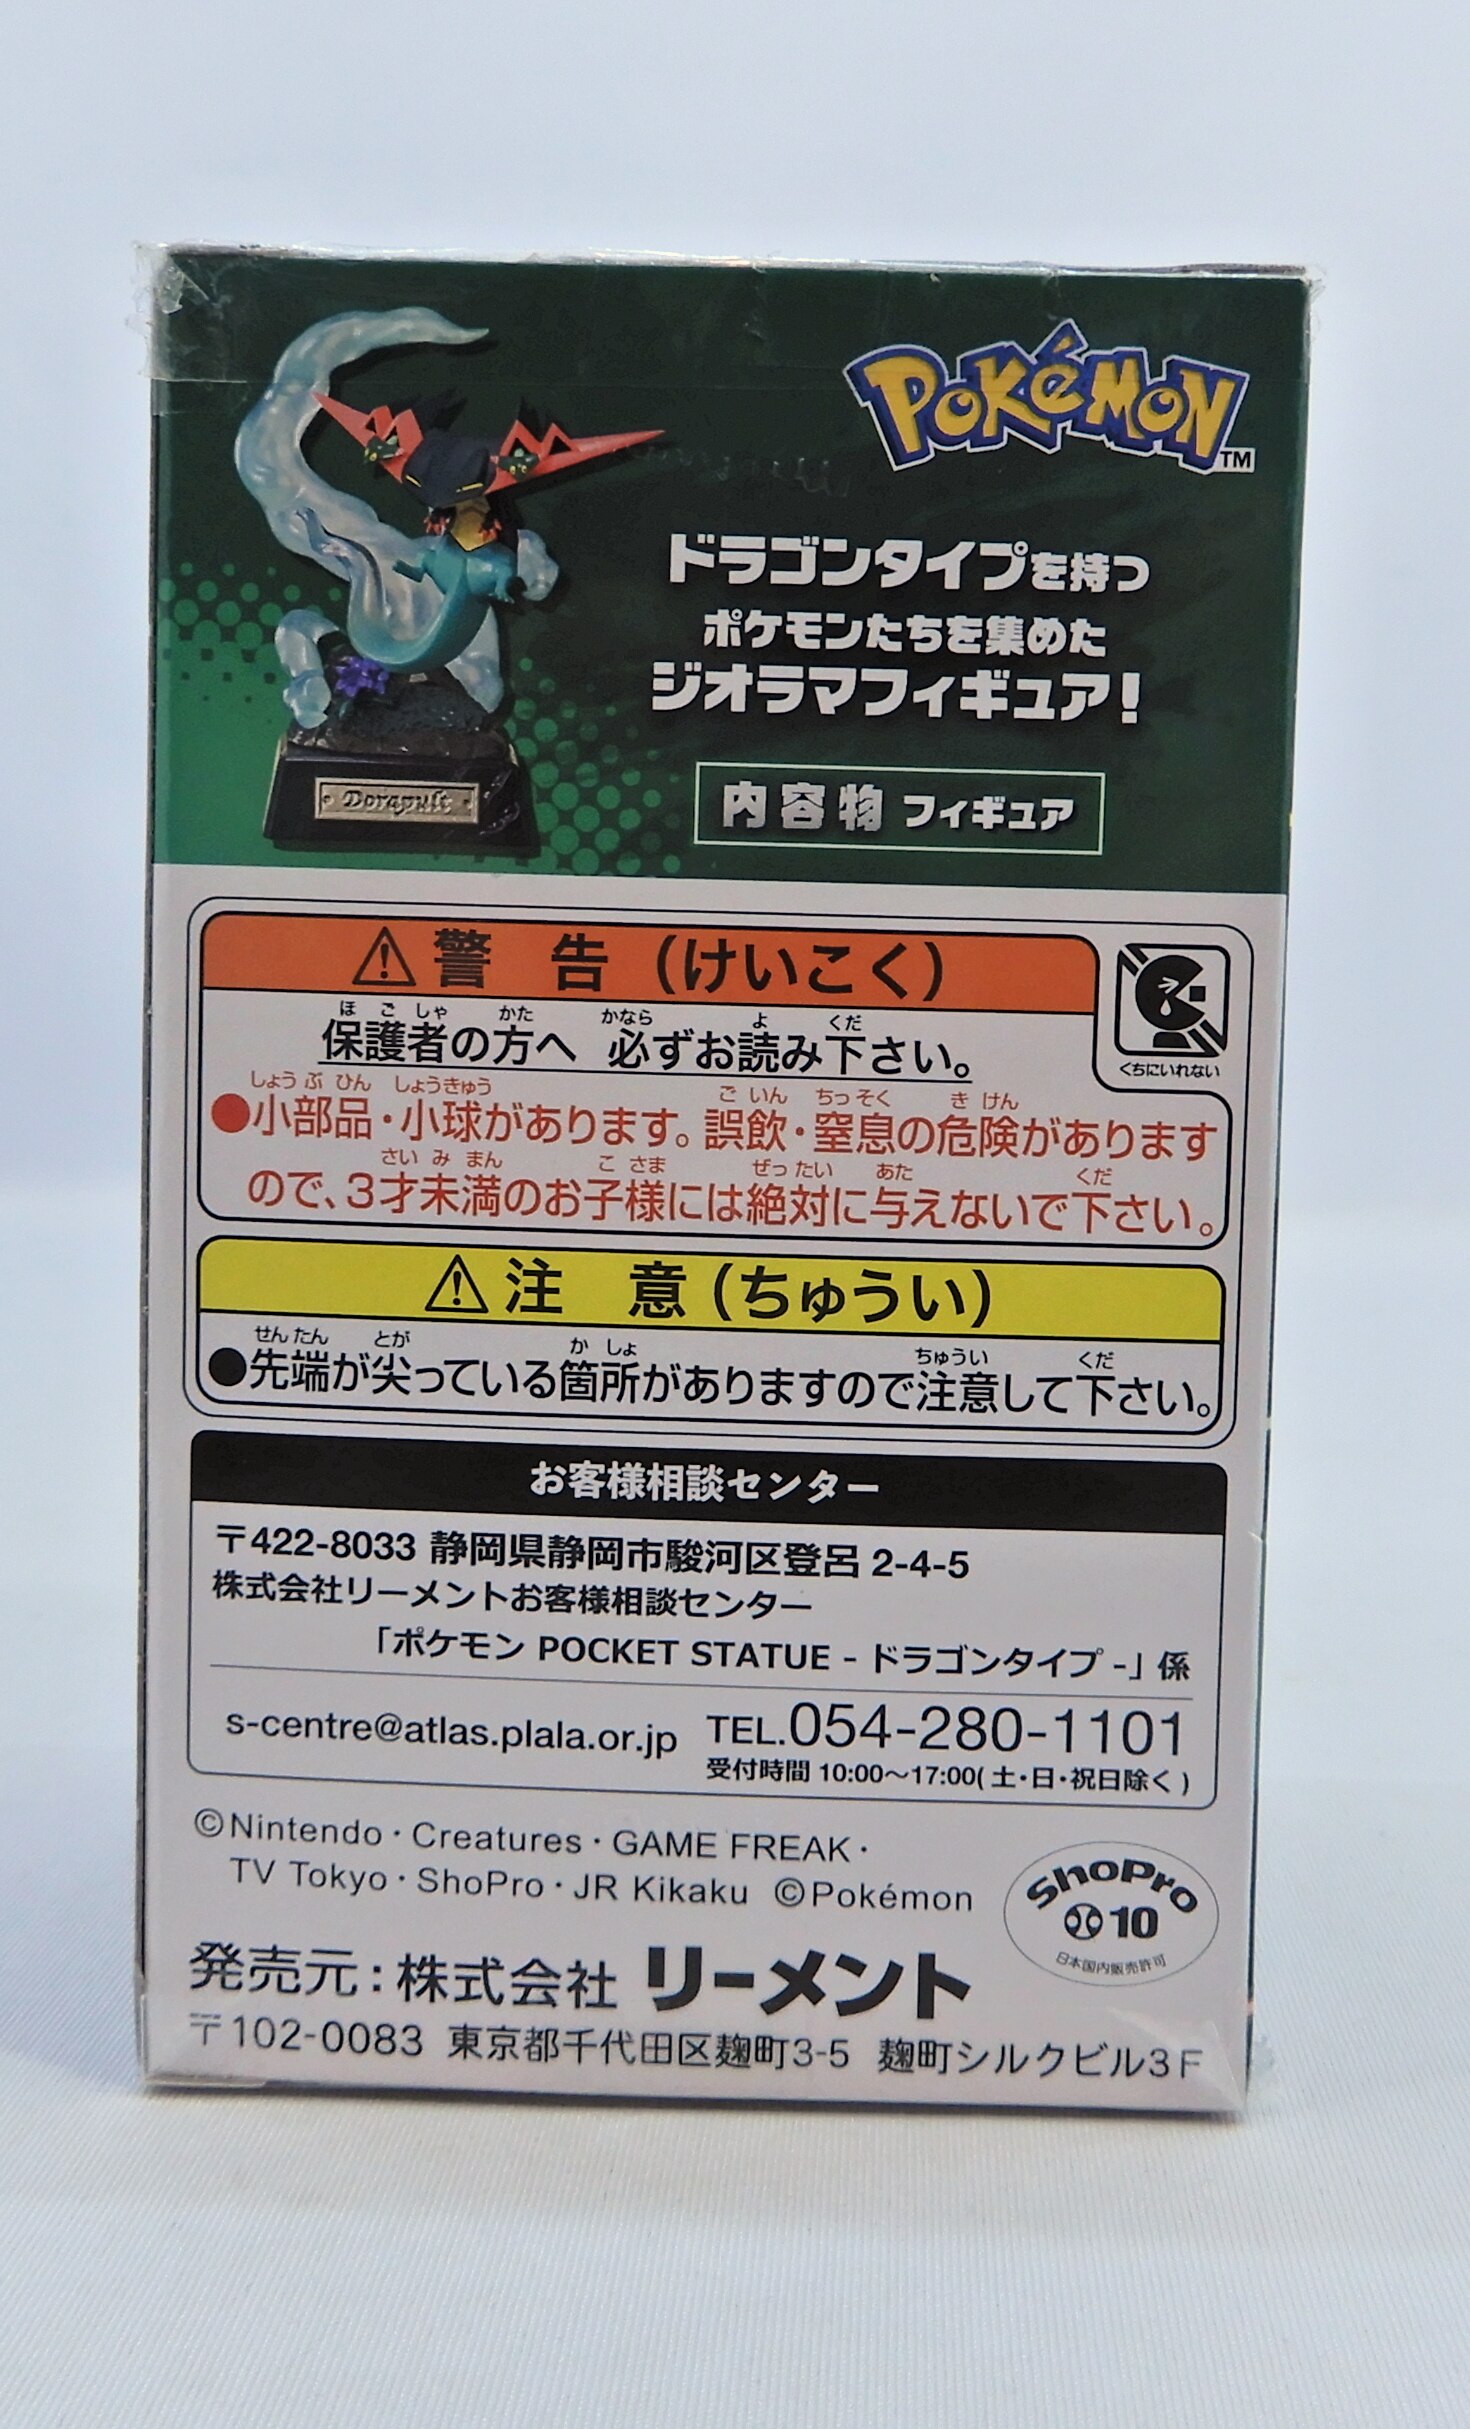 POKéMON TM
ドラゴンタイプを持つ
ポケモンたちを集めた
ジオラマフィギュア！
内容物 フィギュア
Dorapult
⚠警 告（けいこく）
くちにいれない
ほごしゃ かた かなら よ くだ
保護者の方へ 必ずお読み下さい。
しょうぶひん しょうきゅう ごいん ちっそく きけん
●小部品・小球があります。誤飲・窒息の危険があります
さいみまん こさま ぜったい あた くだ
ので、3才未満のお子様には絶対に与えないで下さい。
⚠注 意（ちゅうい）
せんたん とが かしょ ちゅうい くだ
●先端が尖っている箇所がありますので注意して下さい。
お客様相談センター
〒422-8033 静岡県静岡市駿河区登呂 2-4-5
株式会社リーメントお客様相談センター
「ポケモン POCKET STATUE - ドラゴンタイプ -」係
s-centre@atlas.plala.or.jp TEL.054-280-1101
受付時間 10:00～17:00( 土・日・祝日除く )
©Nintendo・Creatures・GAME FREAK・
TV Tokyo・ShoPro・JR Kikaku ©Pokémon
ShoPro
10
日本国内販売許可
発売元：株式会社 リーメント
〒102-0083 東京都千代田区麹町3-5 麹町シルクビル3F